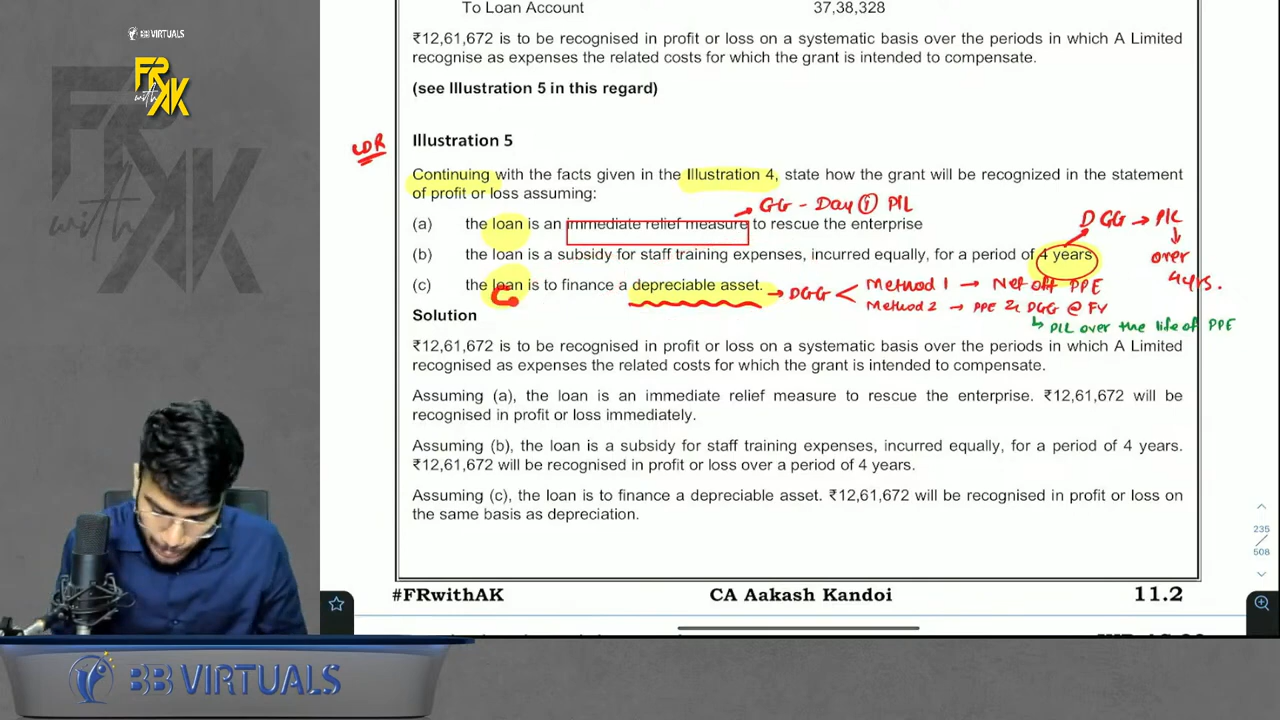 To Loan Account 37,38,328
BB VIRTUALS
FR
with
AK
₹12,61,672 is to be recognised in profit or loss on a systematic basis over the periods in which A Limited
recognise as expenses the related costs for which the grant is intended to compensate.
(see Illustration 5 in this regard)
Illustration 5
Continuing with the facts given in the Illustration 4, state how the grant will be recognized in the statement
of profit or loss assuming:
GG - Day ① P/L
(a) the loan is an immediate relief measure to rescue the enterprise
DGG → P/L
(b) the loan is a subsidy for staff training expenses, incurred equally, for a period of 4 years
over
4yrs.
(c) the loan is to finance a depreciable asset. → DGG < Method 1 → Net off PPE
Method 2 → PPE & DGG @ FV
↳ P/L over the life of PPE
Solution
₹12,61,672 is to be recognised in profit or loss on a systematic basis over the periods in which A Limited
recognised as expenses the related costs for which the grant is intended to compensate.
Assuming (a), the loan is an immediate relief measure to rescue the enterprise. ₹12,61,672 will be
recognised in profit or loss immediately.
Assuming (b), the loan is a subsidy for staff training expenses, incurred equally, for a period of 4 years.
₹12,61,672 will be recognised in profit or loss over a period of 4 years.
Assuming (c), the loan is to finance a depreciable asset. ₹12,61,672 will be recognised in profit or loss on
the same basis as depreciation.
235
508
#FRwithAK CA Aakash Kandoi 11.2
BB VIRTUALS